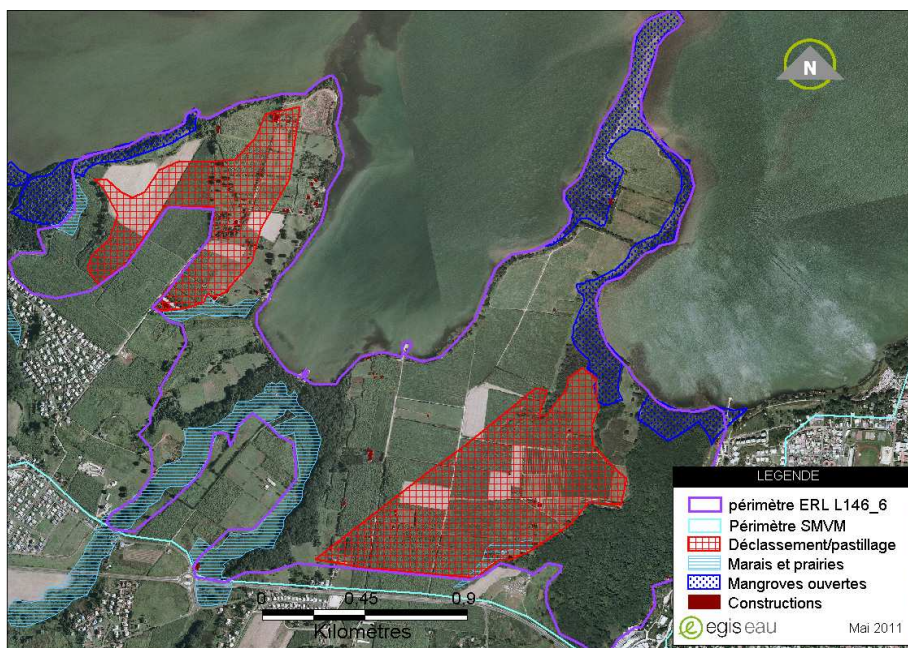 N
LEGENDE
périmètre ERL L146_6
Périmètre SMVM
Déclassement/pastillage
Marais et prairies
Mangroves ouvertes
Constructions
egis eau Mai 2011
0 0.45 0.9
Kilomètres